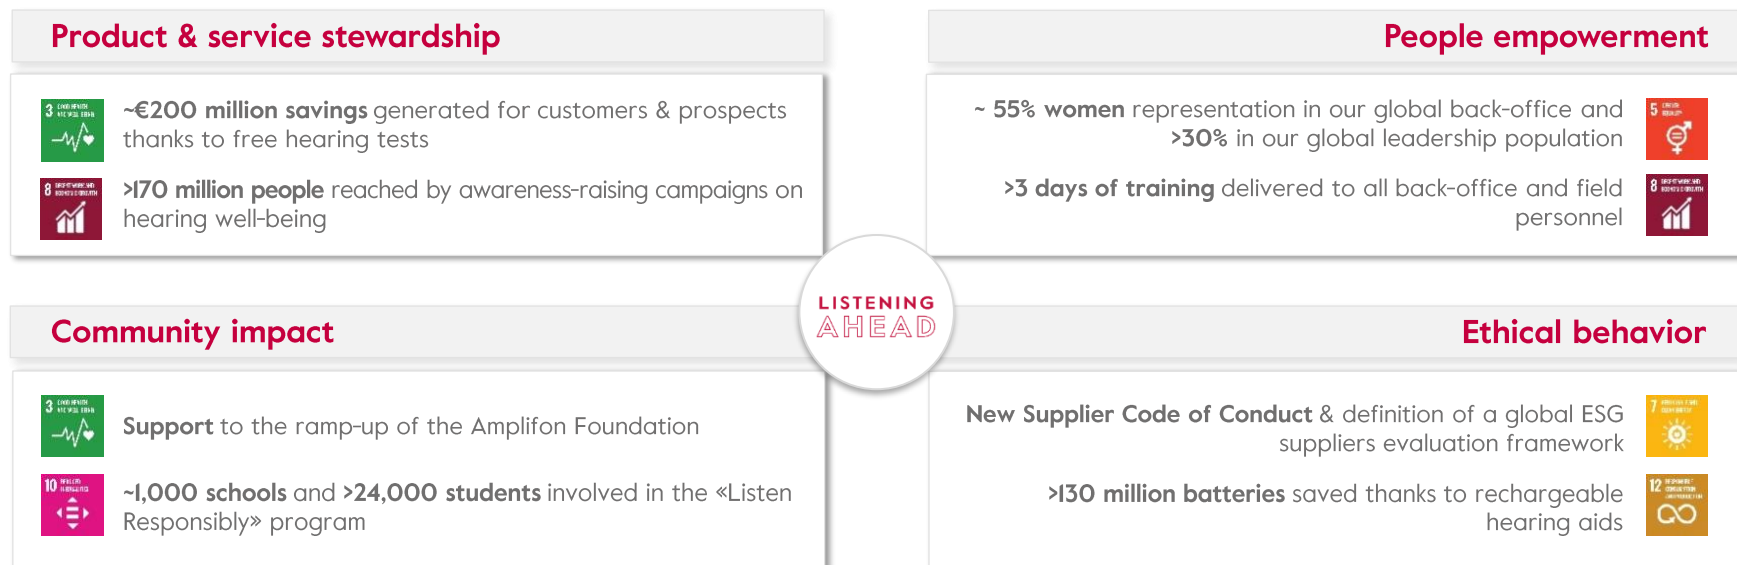 Product & service stewardship
3
~€200 million savings generated for customers & prospects
thanks to free hearing tests
8
>170 million people reached by awareness-raising campaigns on
hearing well-being
People empowerment
~ 55% women representation in our global back-office and
>30% in our global leadership population
5
>3 days of training delivered to all back-office and field
personnel
8
LISTENING
AHEAD
Community impact
3
Support to the ramp-up of the Amplifon Foundation
10
~1,000 schools and >24,000 students involved in the «Listen
Responsibly» program
Ethical behavior
New Supplier Code of Conduct & definition of a global ESG
suppliers evaluation framework
7
>130 million batteries saved thanks to rechargeable
hearing aids
12